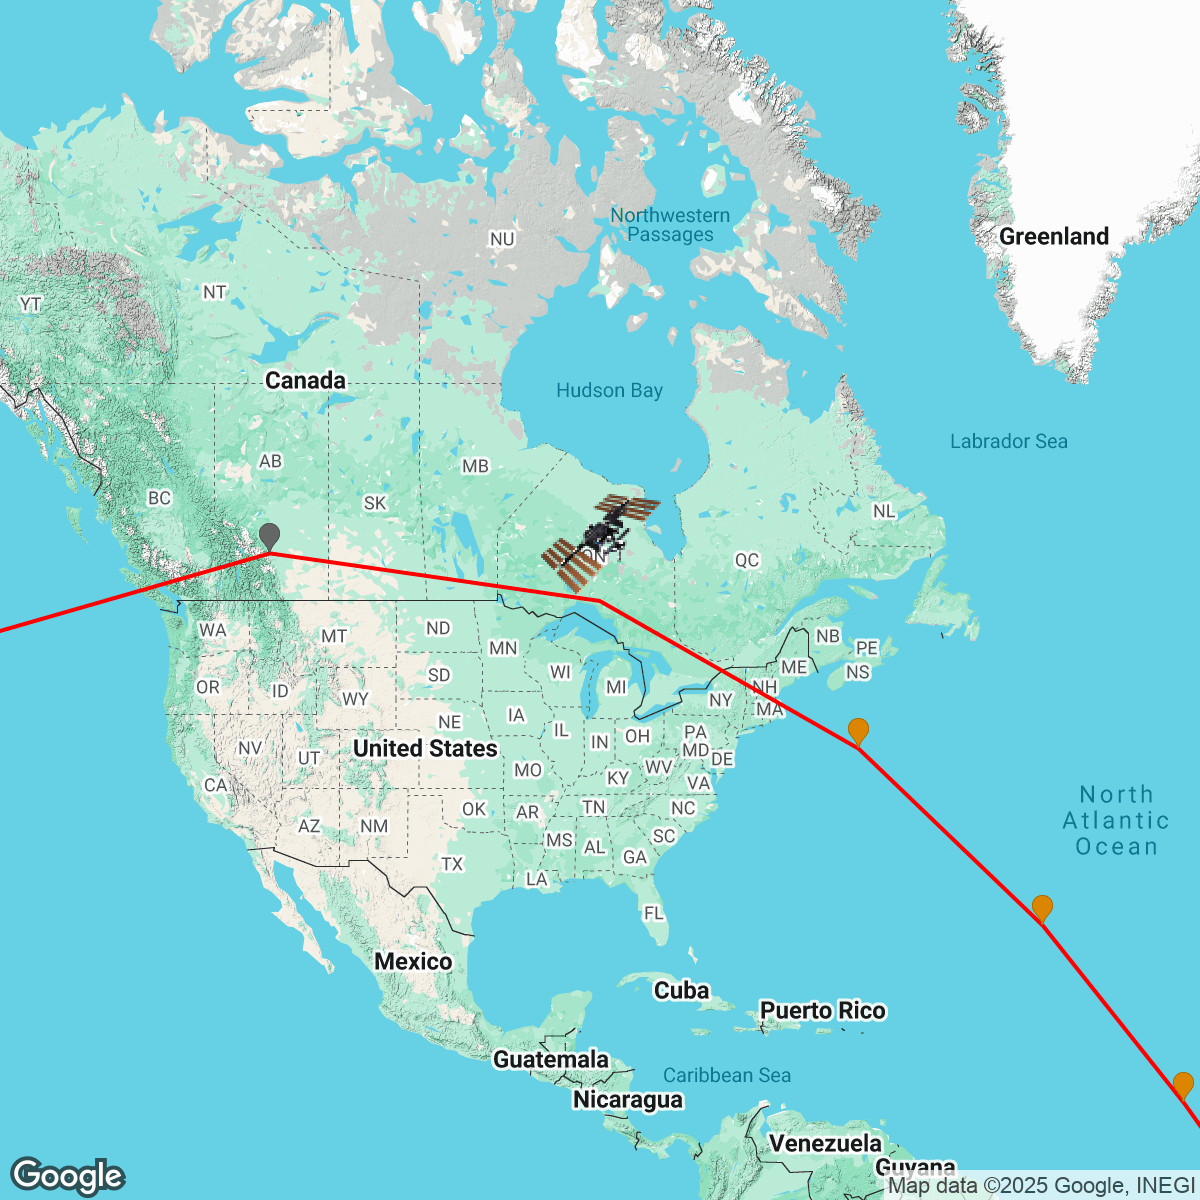 Northwestern
Passages
Greenland
NU
YT
NT
Canada
Hudson Bay
Labrador Sea
AB
MB
BC
SK
NL
ON
QC
WA
MT
ND
MN
NB
PE
ME
NS
OR
ID
WY
SD
WI
MI
NH
NY
MA
NE
IA
IL
IN
OH
PA
NV
UT
United States
MD
DE
CA
MO
KY
WV
VA
North
Atlantic
Ocean
AZ
NM
OK
AR
TN
NC
SC
TX
MS
AL
GA
LA
FL
Mexico
Cuba
Puerto Rico
Guatemala
Caribbean Sea
Nicaragua
Venezuela
Guyana
Google
Map data ©2025 Google, INEGI